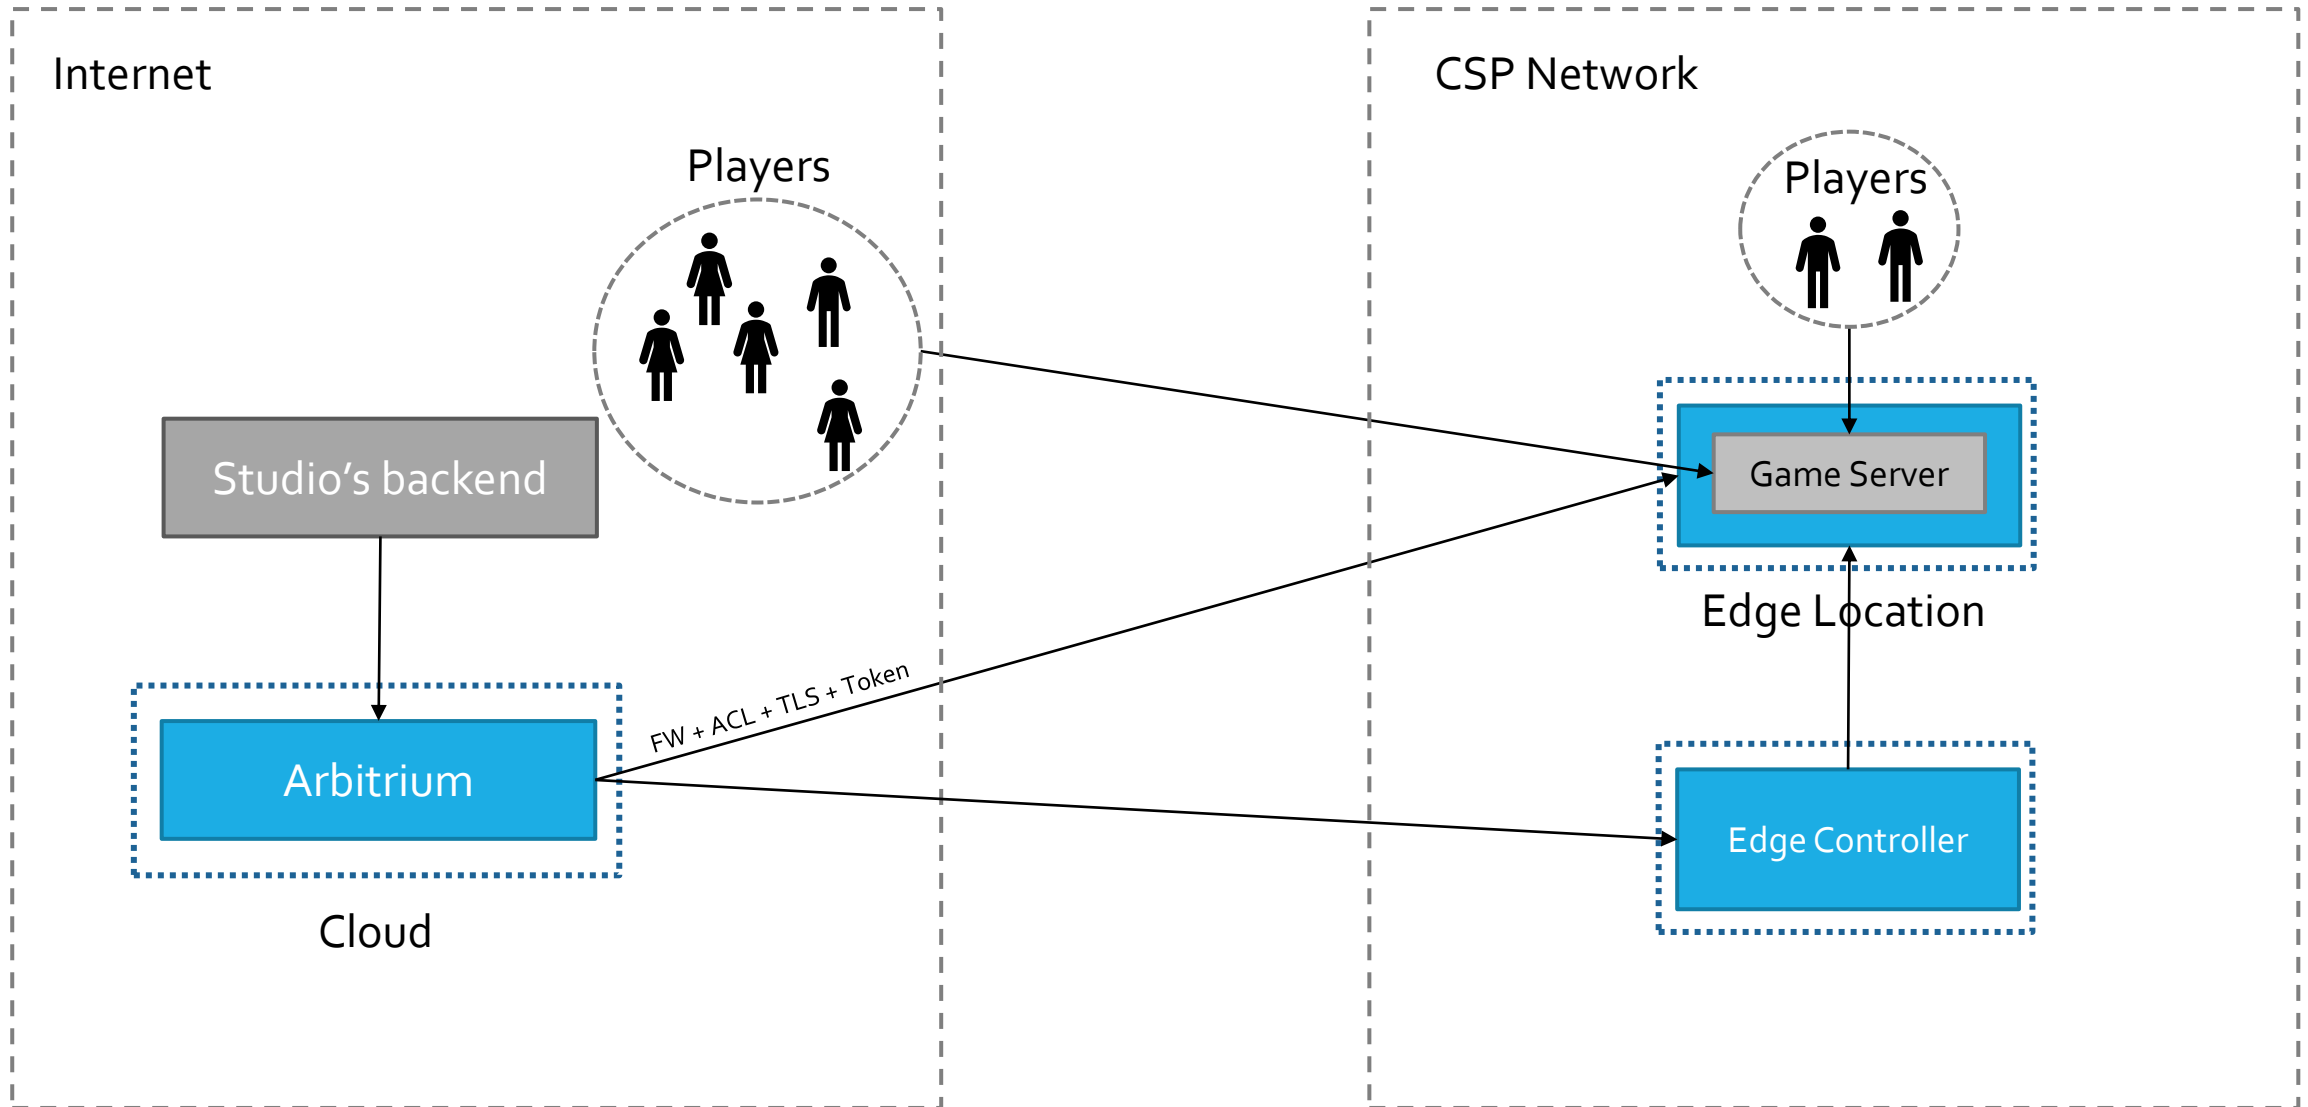 Internet
CSP Network
Players
Players
Studio’s backend
Game Server
Edge Location
FW + ACL + TLS + Token
Arbitrium
Edge Controller
Cloud